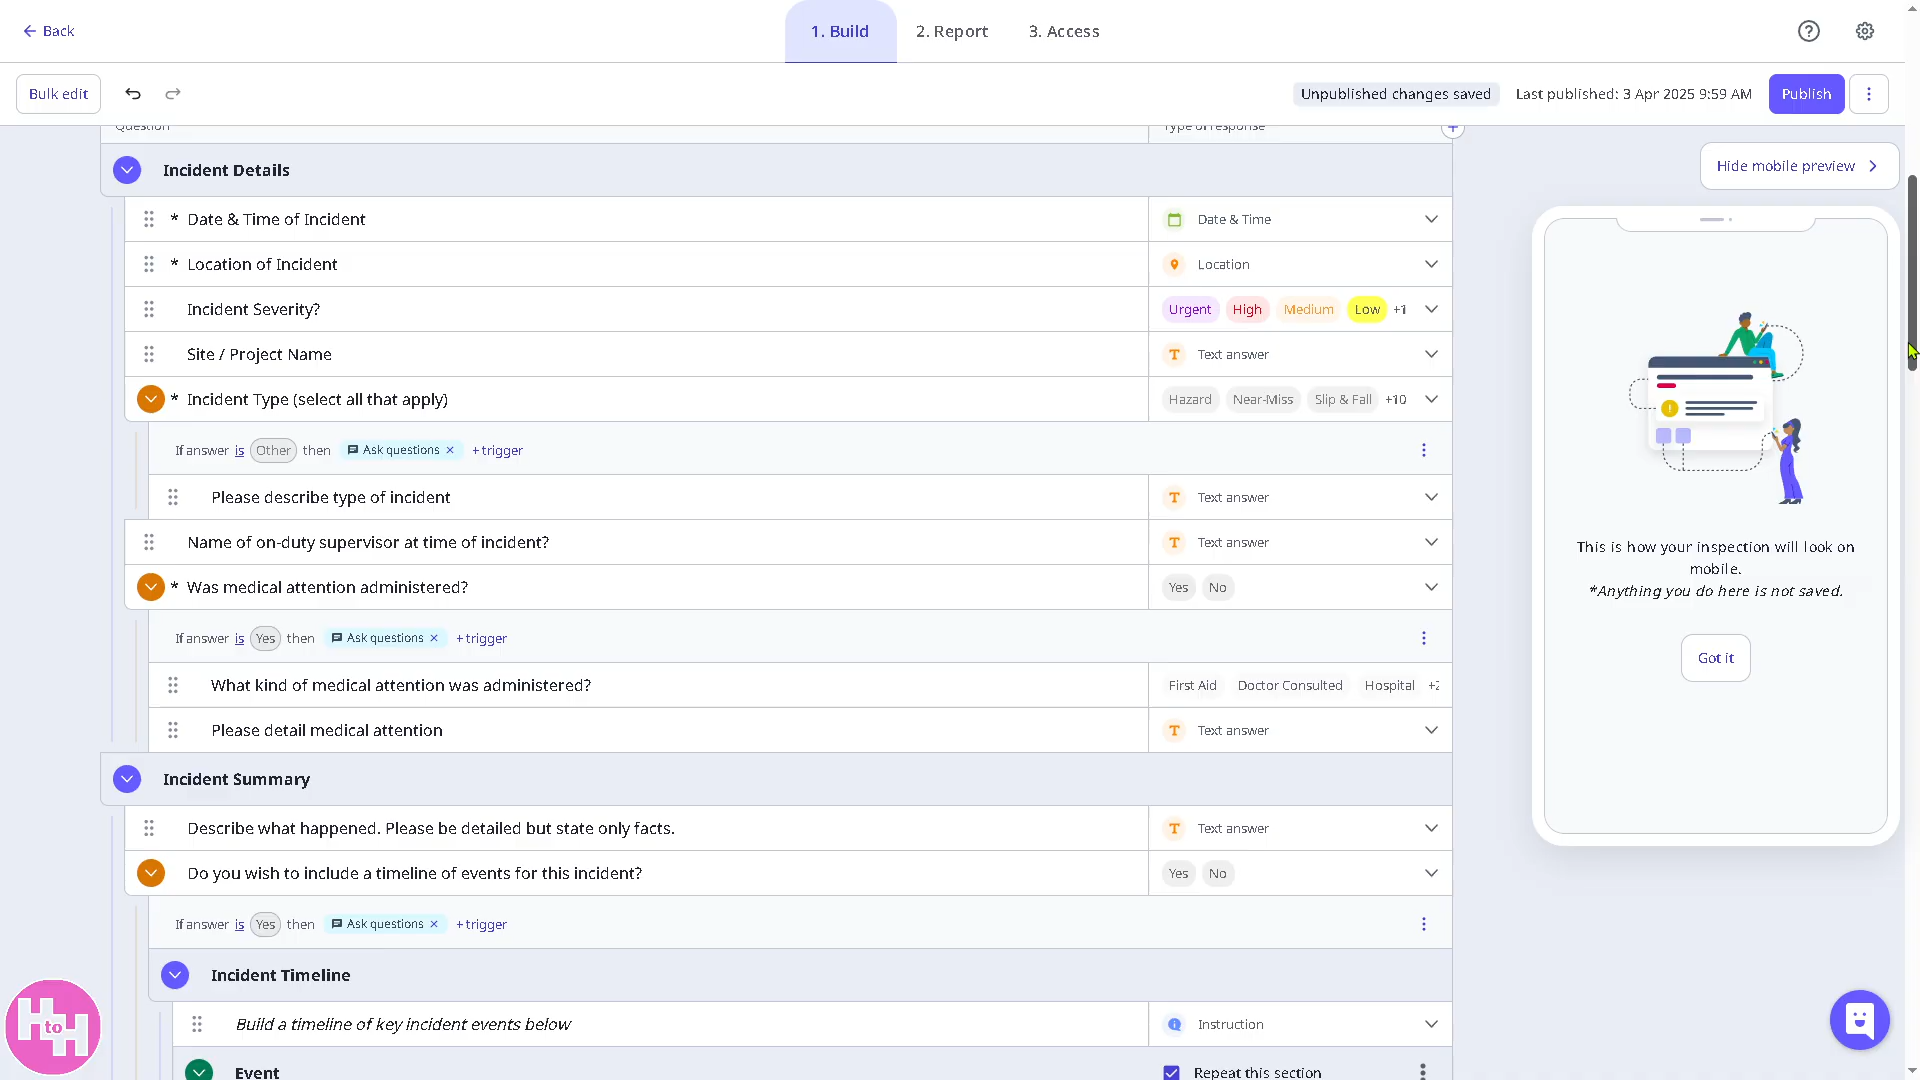 Back
1. Build
2. Report
3. Access
Bulk edit
Unpublished changes saved
Last published: 3 Apr 2025 9:59 AM
Publish
Question
Type of response
Hide mobile preview
Incident Details
* Date & Time of Incident
Date & Time
* Location of Incident
Location
Incident Severity?
Urgent High Medium Low +1
Site / Project Name
Text answer
* Incident Type (select all that apply)
Hazard Near-Miss Slip & Fall +10
If answer is Other then Ask questions × + trigger
Please describe type of incident
Text answer
Name of on-duty supervisor at time of incident?
Text answer
* Was medical attention administered?
Yes No
If answer is Yes then Ask questions × + trigger
What kind of medical attention was administered?
First Aid Doctor Consulted Hospital +2
Please detail medical attention
Text answer
Incident Summary
Describe what happened. Please be detailed but state only facts.
Text answer
Do you wish to include a timeline of events for this incident?
Yes No
If answer is Yes then Ask questions × + trigger
Incident Timeline
Build a timeline of key incident events below
Instruction
Event
Repeat this section
This is how your inspection will look on
mobile.
*Anything you do here is not saved.
Got it
H to H